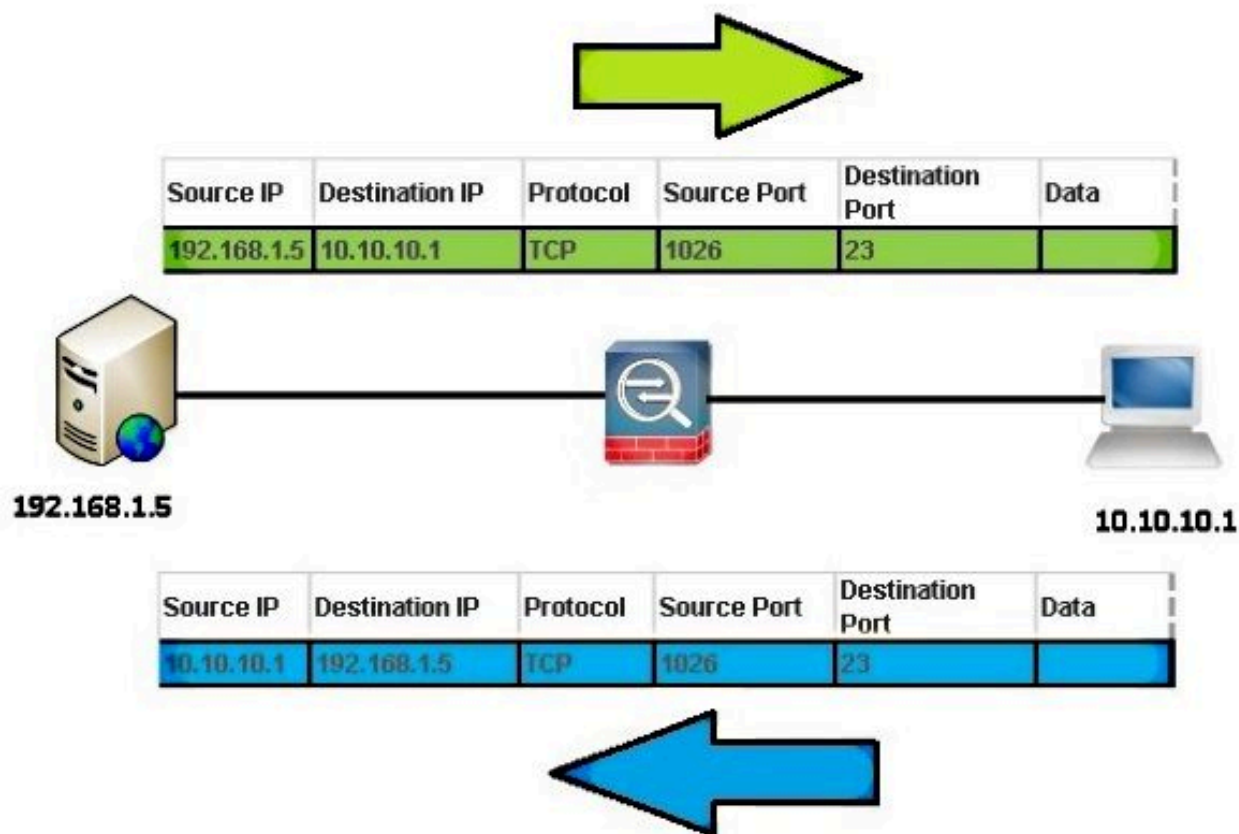 Source IP Destination IP Protocol Source Port Destination Port Data
192.168.1.5 10.10.10.1 TCP 1026 23
192.168.1.5
10.10.10.1
Source IP Destination IP Protocol Source Port Destination Port Data
10.10.10.1 192.168.1.5 TCP 1026 23